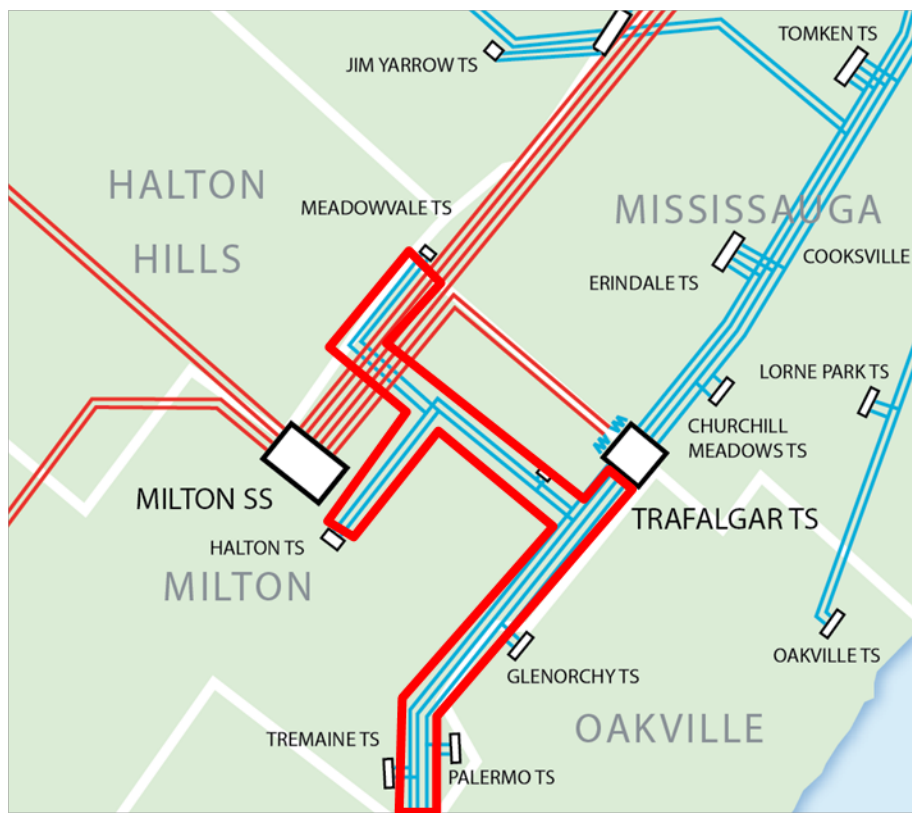 TOMKEN TS
JIM YARROW TS
HALTON
HILLS
MEADOWVALE TS
MISSISSAUGA
COOKSVILLE
ERINDALE TS
LORNE PARK TS
CHURCHILL
MEADOWS TS
MILTON SS
TRAFALGAR TS
HALTON TS
MILTON
OAKVILLE TS
GLENORCHY TS
OAKVILLE
TREMAINE TS
PALERMO TS